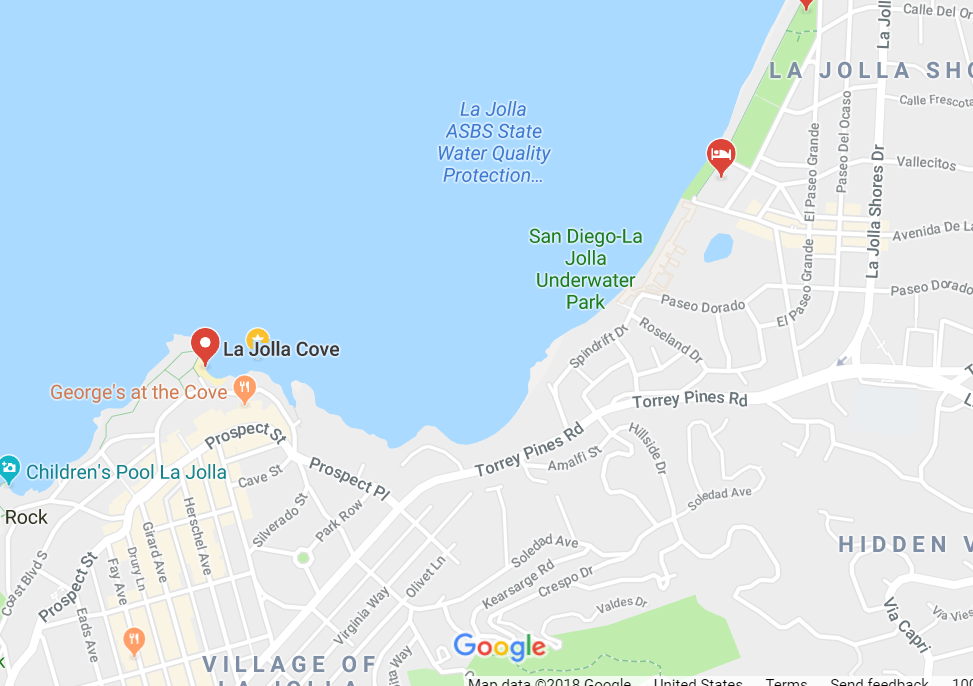 Calle Del Or
La Jol
LA JOLLA SHO
La Jolla
ASBS State
Water Quality
Protection...
Calle Frescota
Paseo Del Ocaso
El Paseo Grande
Vallecitos
La Jolla Shores Dr
Avenida De La
San Diego-La
Jolla
Underwater
Park
El Paseo Grande
Paseo Dorado
Paseo Dorado
Roseland Dr
Spindrift Dr
La Jolla Cove
George's at the Cove
Torrey Pines Rd
Prospect St
Torrey Pines Rd
Hillside Dr
Amalfi St
Children's Pool La Jolla
Cave St
Prospect Pl
Soledad Ave
Rock
Herschel Ave
Silverado St
Park Row
Girard Ave
Drury Ln
Fay Ave
Soledad Ave
HIDDEN V
Coast Blvd S
Prospect St
Olivet Ln
Kearsarge Rd
Crespo Dr
Eads Ave
Virginia Way
Valdes Dr
Via Capri
Via Vies
Google
VILLAGE OF
LA JOLLA
Map data ©2018 Google United States Terms Send feedback 100